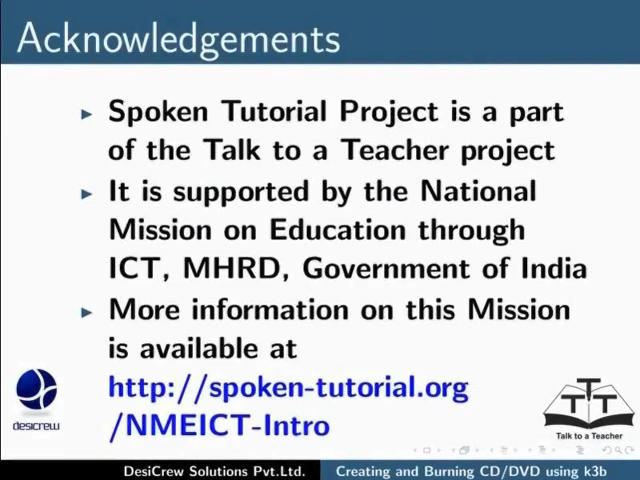 Acknowledgements
Spoken Tutorial Project is a part
of the Talk to a Teacher project
It is supported by the National
Mission on Education through
ICT, MHRD, Government of India
More information on this Mission
is available at
http://spoken-tutorial.org
/NMEICT-Intro
desicrew
TTT
Talk to a Teacher
DesiCrew Solutions Pvt.Ltd.
Creating and Burning CD/DVD using k3b